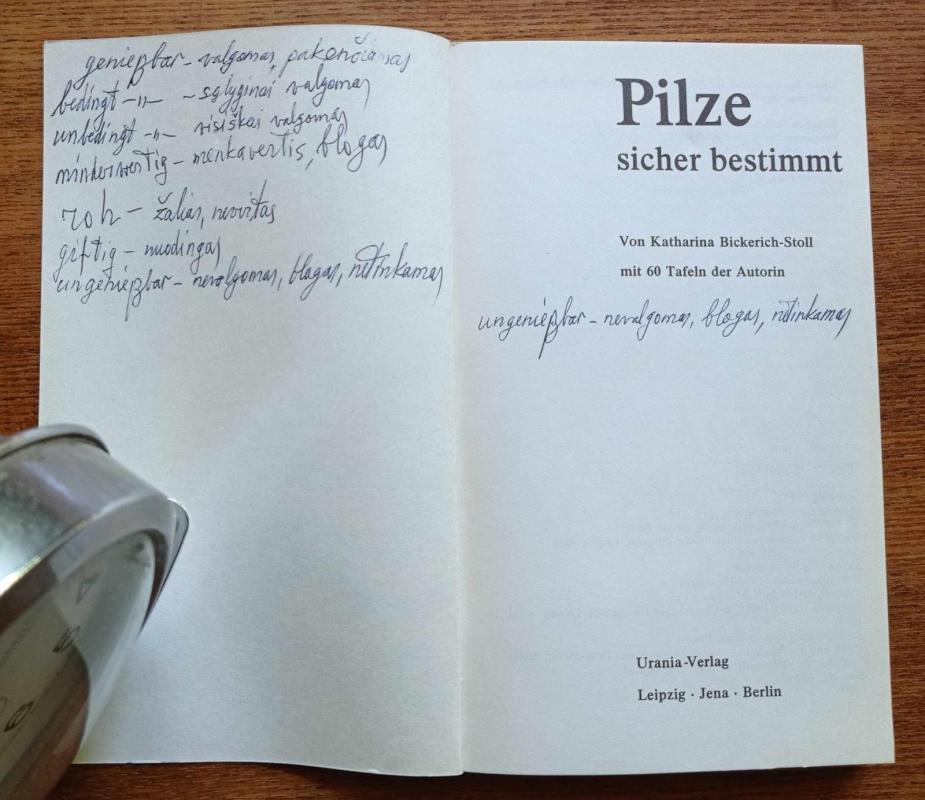 genießbar - valgomas, pakenčiamas
bedingt -"- - sąlyginai valgomas
unbedingt -"- visiškai valgomas
minderwertig - menkavertis, blogas
roh - žalias, nevirtas
giftig - nuodingas
ungenießbar - nevalgomas, blogas, netinkamas
Pilze
sicher bestimmt
Von Katharina Bickerich-Stoll
mit 60 Tafeln der Autorin
ungenießbar - nevalgomas, blogas, netinkamas
Urania-Verlag
Leipzig · Jena · Berlin